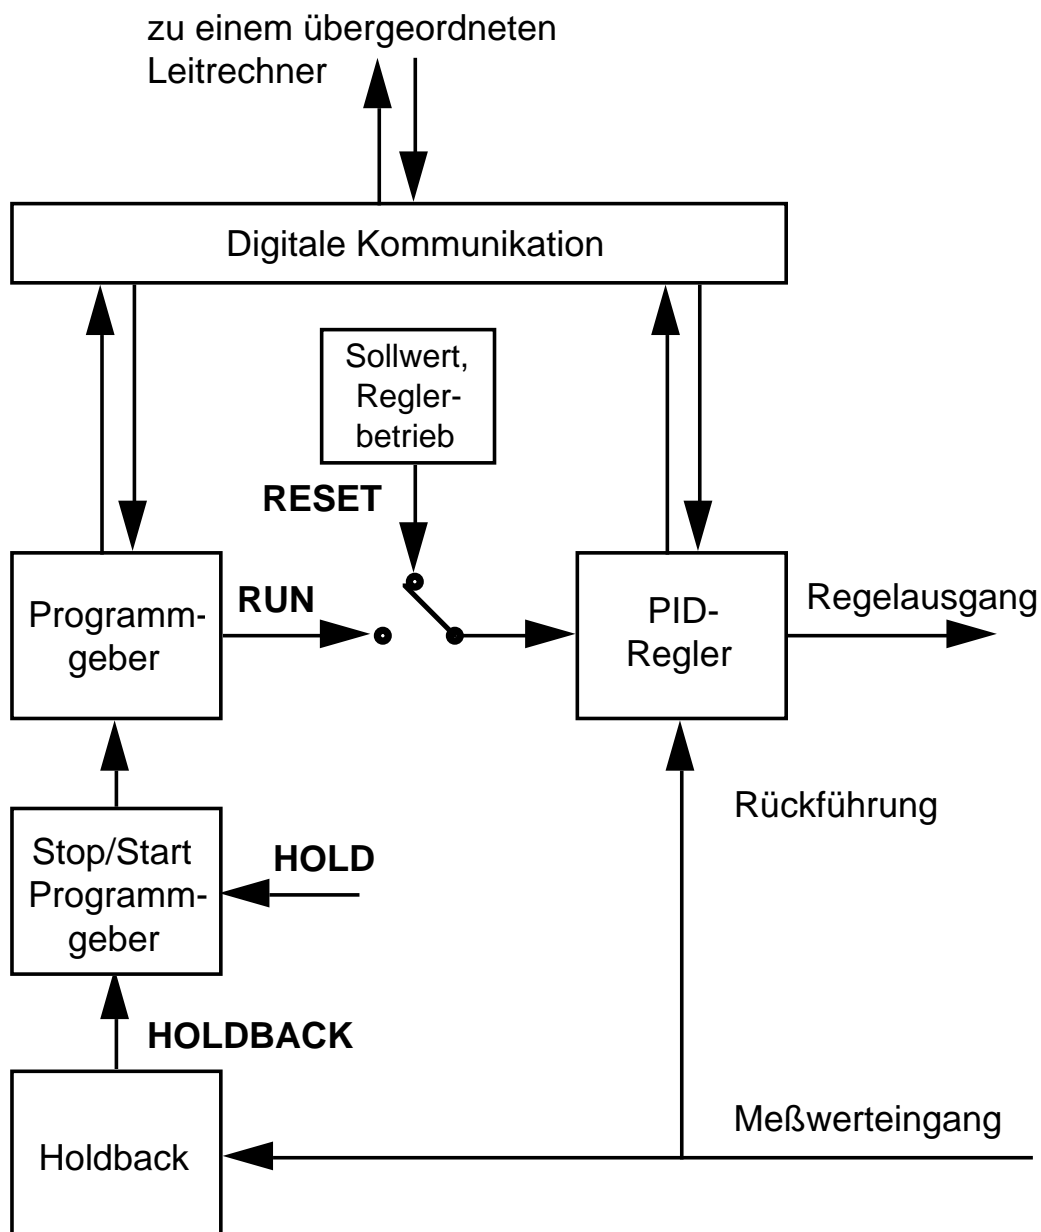 zu einem übergeordneten
Leitrechner
Digitale Kommunikation
Sollwert,
Regler-
betrieb
RESET
Programm-
geber
RUN
PID-
Regler
Regelausgang
Rückführung
Stop/Start
Programm-
geber
HOLD
HOLDBACK
Holdback
Meßwerteingang